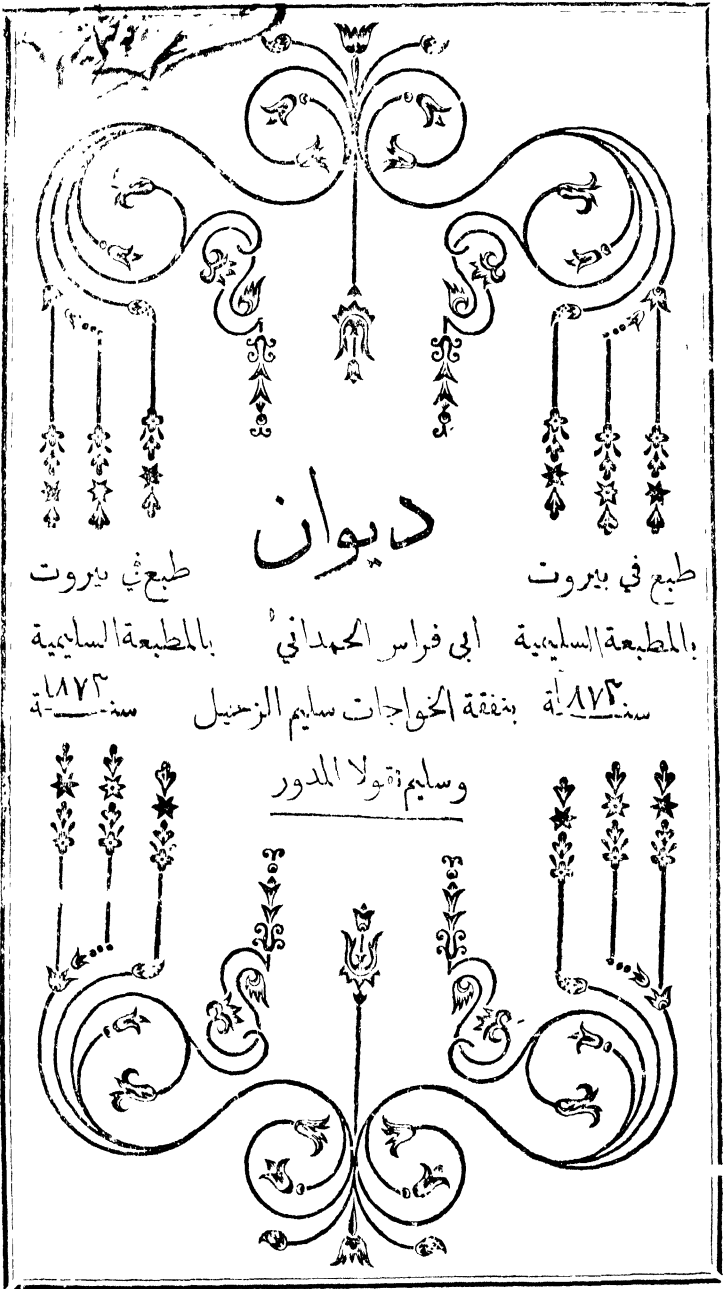 ديوان
طبع في بيروت
طبع في بيروت
بالمطبعة السليمية
ابي فراس الحمداني
بالمطبعة السليمية
سنة ١٨٧٣
بنفقة الخواجات سليم
سنة ١٨٧٣
وسليم نقولا المدور